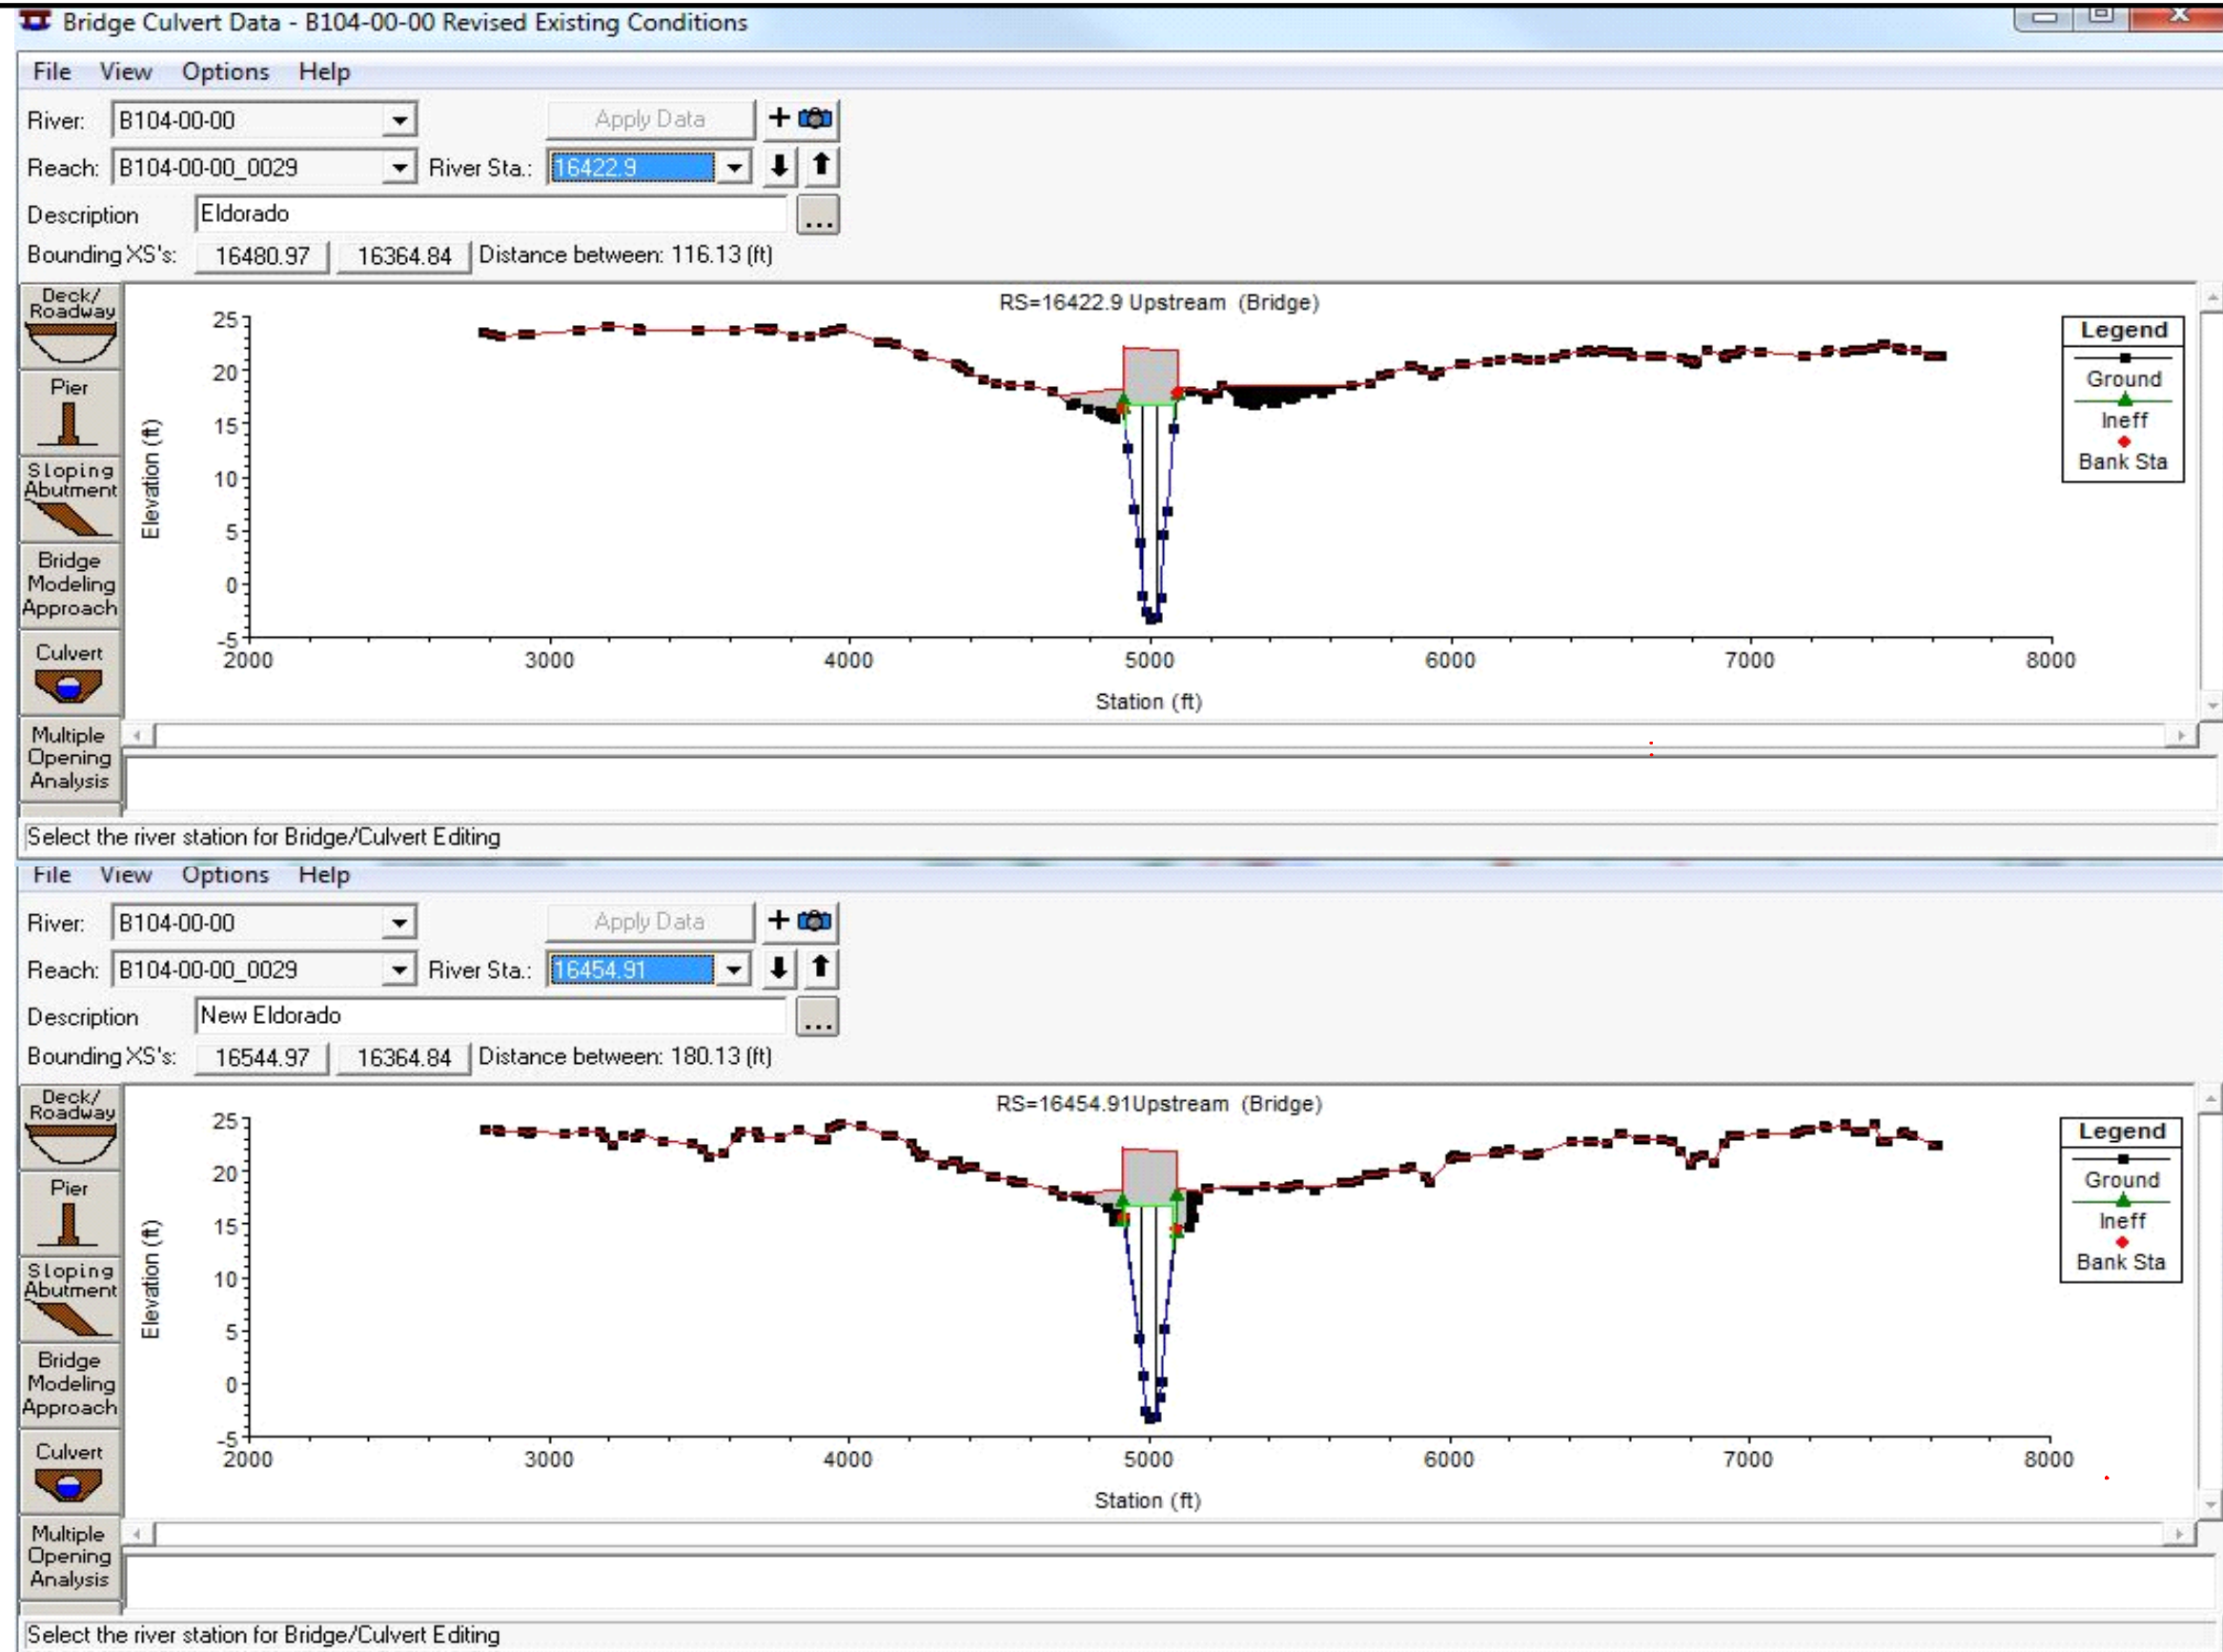 Bridge Culvert Data - B104-00-00 Revised Existing Conditions
File View Options Help
River: B104-00-00 Apply Data +
Reach: B104-00-00_0029 River Sta.: 16422.9
Description Eldorado ...
Bounding XS's: 16480.97 16364.84 Distance between: 116.13 (ft)
Deck/
Roadway
Pier
Sloping
Abutment
Bridge
Modeling
Approach
Culvert
Multiple
Opening
Analysis
RS=16422.9 Upstream (Bridge)
Elevation (ft)
25
20
15
10
5
0
-5
2000 3000 4000 5000 6000 7000 8000
Station (ft)
Legend
Ground
Ineff
Bank Sta
Select the river station for Bridge/Culvert Editing
File View Options Help
River: B104-00-00 Apply Data +
Reach: B104-00-00_0029 River Sta.: 16454.91
Description New Eldorado ...
Bounding XS's: 16544.97 16364.84 Distance between: 180.13 (ft)
Deck/
Roadway
Pier
Sloping
Abutment
Bridge
Modeling
Approach
Culvert
Multiple
Opening
Analysis
RS=16454.91Upstream (Bridge)
Elevation (ft)
25
20
15
10
5
0
-5
2000 3000 4000 5000 6000 7000 8000
Station (ft)
Legend
Ground
Ineff
Bank Sta
Select the river station for Bridge/Culvert Editing